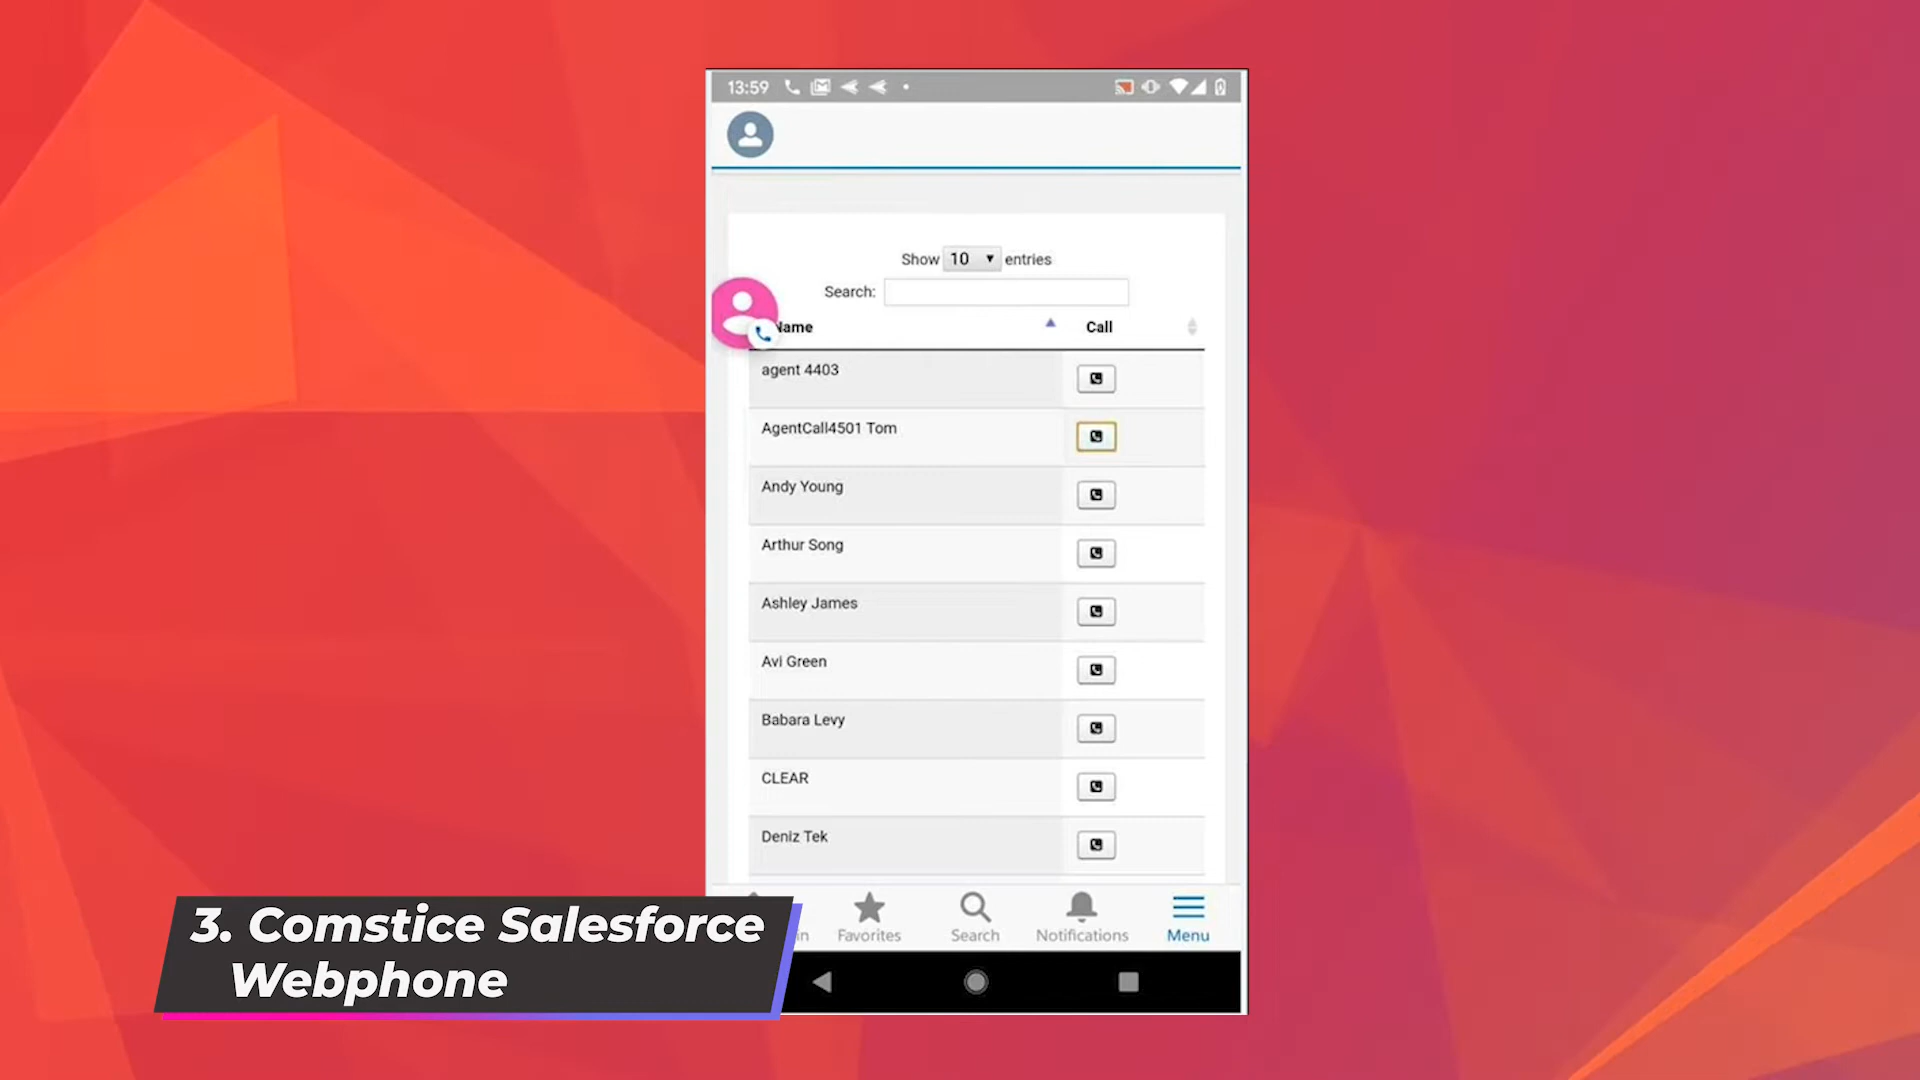 13:59
Show 10 entries
Search:
Name Call
agent 4403
AgentCall4501 Tom
Andy Young
Arthur Song
Ashley James
Avi Green
Babara Levy
CLEAR
Deniz Tek
Favorites Search Notifications Menu
3. Comstice Salesforce
Webphone